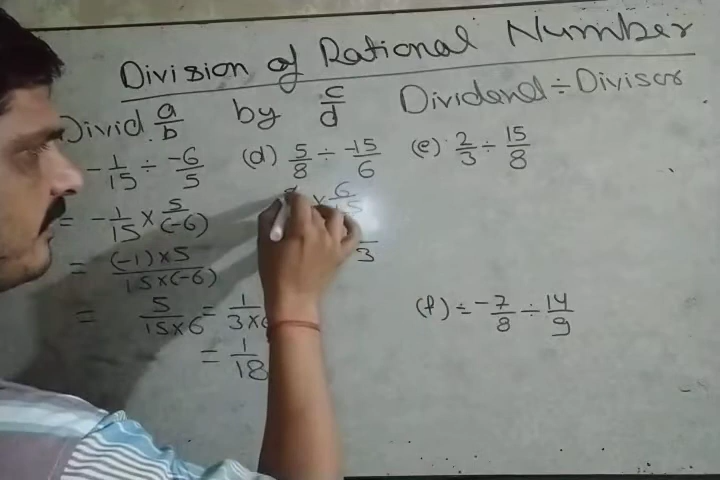 Division of Rational Number
Divid a/b by c/d Dividend ÷ Divisor
-1/15 ÷ -6/5
= -1/15 × 5/(-6)
= (-1)×5/15×(-6)
= 5/15×6 = 1/3×6
= 1/18
(d) 5/8 ÷ -15/6
× 6
3
(e) 2/3 ÷ 15/8
(f) ÷ -7/8 ÷ 14/9